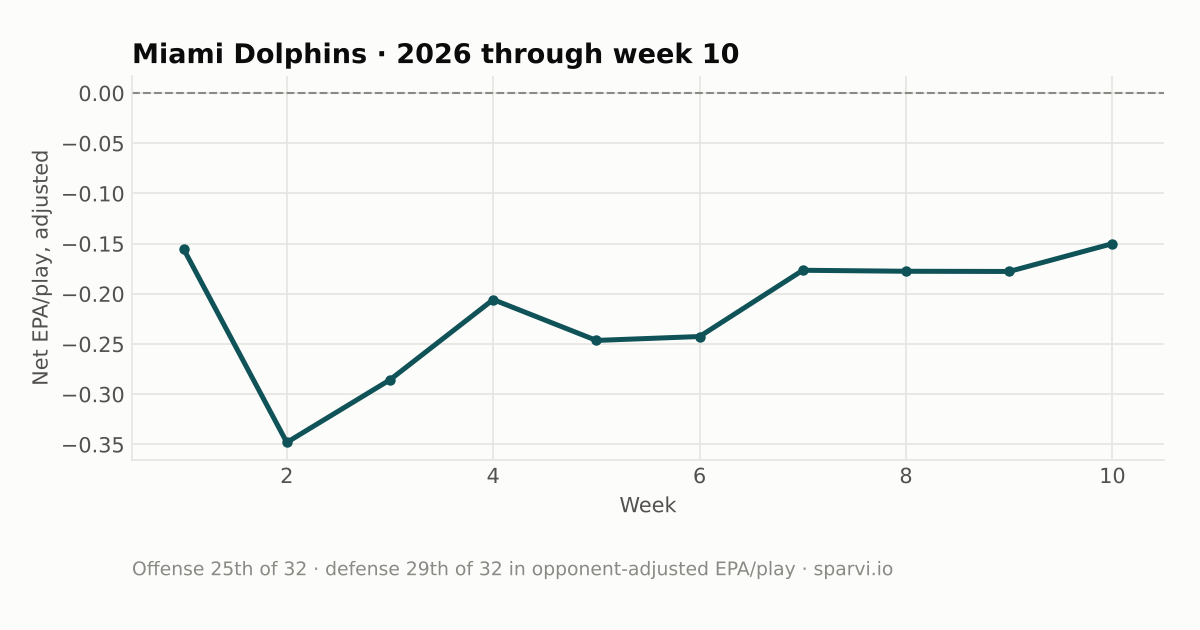 Miami Dolphins · 2026 through week 10
Net EPA/play, adjusted
0.00
−0.05
−0.10
−0.15
−0.20
−0.25
−0.30
−0.35
2 4 6 8 10
Week
Offense 25th of 32 · defense 29th of 32 in opponent-adjusted EPA/play · sparvi.io